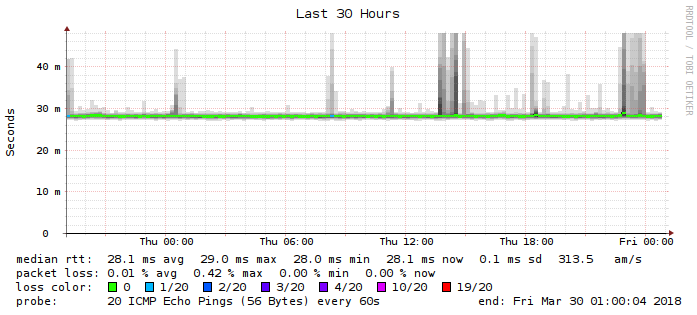 Last 30 Hours
RRDTOOL / TOBI OETIKER
Seconds
40 m
30 m
20 m
10 m
0
Thu 00:00 Thu 06:00 Thu 12:00 Thu 18:00 Fri 00:00
median rtt: 28.1 ms avg 29.0 ms max 28.0 ms min 28.1 ms now 0.1 ms sd 313.5 am/s
packet loss: 0.01 % avg 0.42 % max 0.00 % min 0.00 % now
loss color: 0 1/20 2/20 3/20 4/20 10/20 19/20
probe: 20 ICMP Echo Pings (56 Bytes) every 60s end: Fri Mar 30 01:00:04 2018